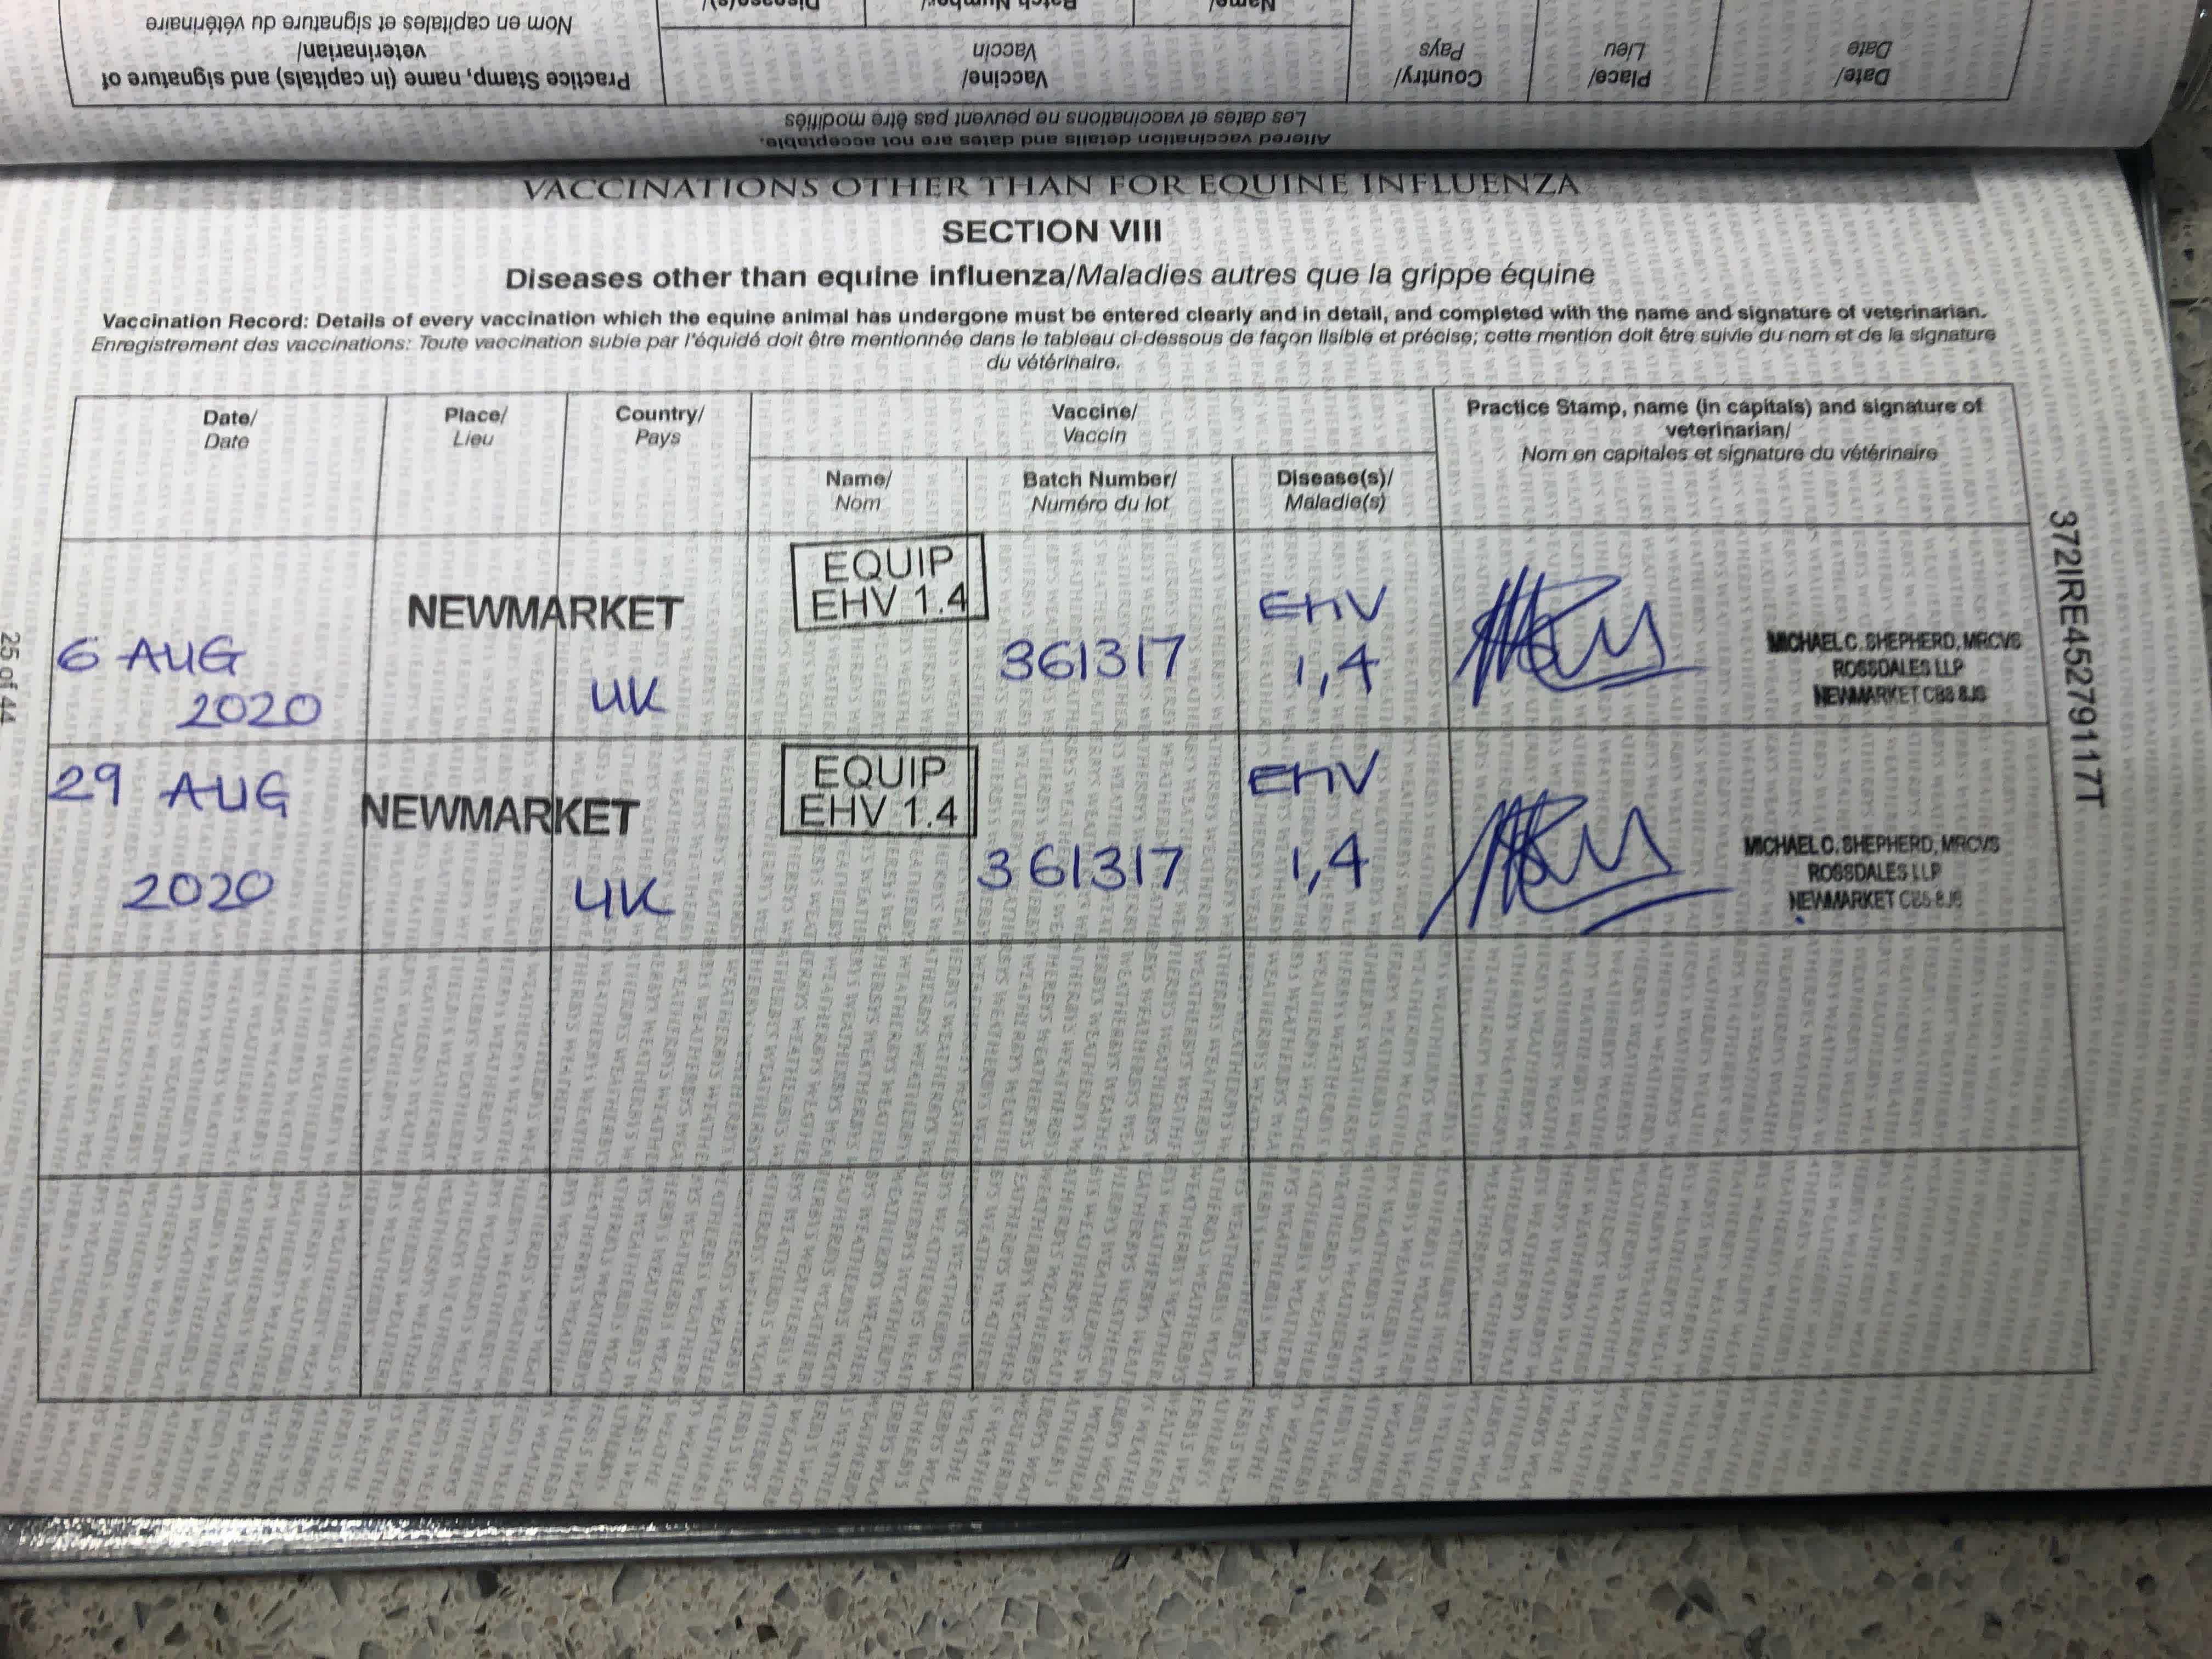 Nom en capitales et signature du vétérinaire
veterinarian/
Practice Stamp, name (in capitals) and signature of
Disease(s)/
Batch Number/
Name/
Vaccin
Vaccine/
Pays
Country/
Lieu
Place/
Date
Date/
Les dates et vaccinations ne peuvent pas être modifiés
Altered vaccination details and dates are not acceptable.
VACCINATIONS OTHER THAN FOR EQUINE INFLUENZA
SECTION VIII
Diseases other than equine influenza/Maladies autres que la grippe équine
Vaccination Record: Details of every vaccination which the equine animal has undergone must be entered clearly and in detail, and completed with the name and signature of veterinarian.
Enregistrement des vaccinations: Toute vaccination subie par l'équidé doit être mentionnée dans le tableau ci-dessous de façon lisible et précise; cette mention doit être suivie du nom et de la signature
du vétérinaire.
Date/
Date
Place/
Lieu
Country/
Pays
Vaccine/
Vaccin
Name/
Nom
Batch Number/
Numéro du lot
Disease(s)/
Maladie(s)
Practice Stamp, name (in capitals) and signature of
veterinarian/
Nom en capitales et signature du vétérinaire
6 AUG
2020
NEWMARKET
UK
EQUIP
EHV 1.4
361317
EHV
1,4
MICHAEL C. SHEPHERD, MRCVS
ROSSDALES LLP
NEWMARKET CB8 8JS
29 AUG
2020
NEWMARKET
UK
EQUIP
EHV 1.4
361317
EHV
1,4
MICHAEL C. SHEPHERD, MRCVS
ROSSDALES LLP
NEWMARKET CB8 8JS
372IRE45279117T
25 of 44